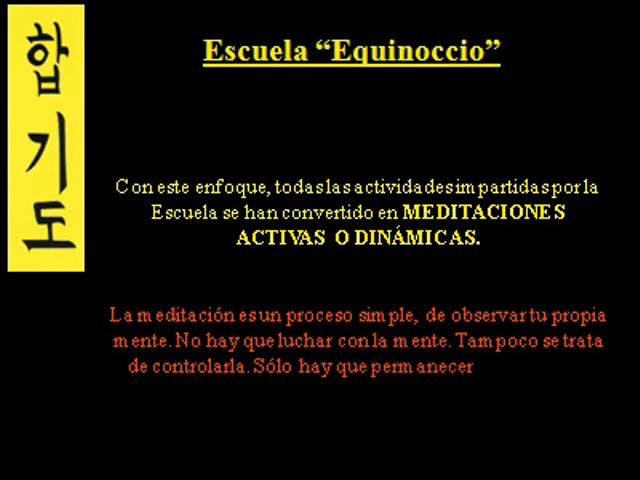 합
기
도
Escuela “Equinoccio”
Con este enfoque, todas las actividades impartidas por la
Escuela se han convertido en MEDITACIONES
ACTIVAS O DINÁMICAS.
La meditación es un proceso simple, de observar tu propia
mente. No hay que luchar con la mente. Tampoco se trata
de controlarla. Sólo hay que permanecer